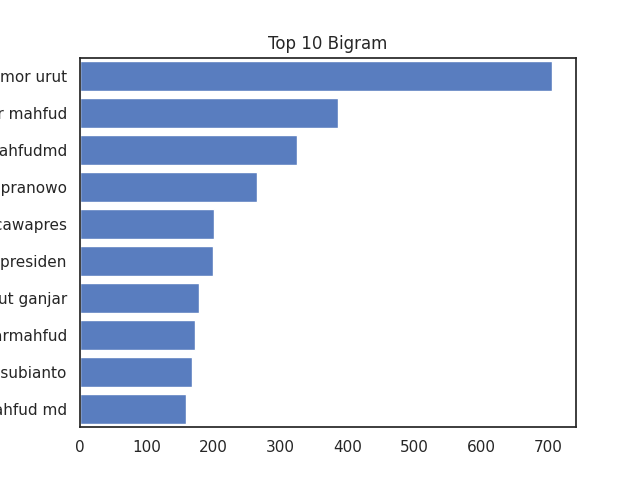 Top 10 Bigram
mor urut
r mahfud
ahfudmd
pranowo
cawapres
presiden
ut ganjar
armahfud
subianto
ahfud md
0 100 200 300 400 500 600 700